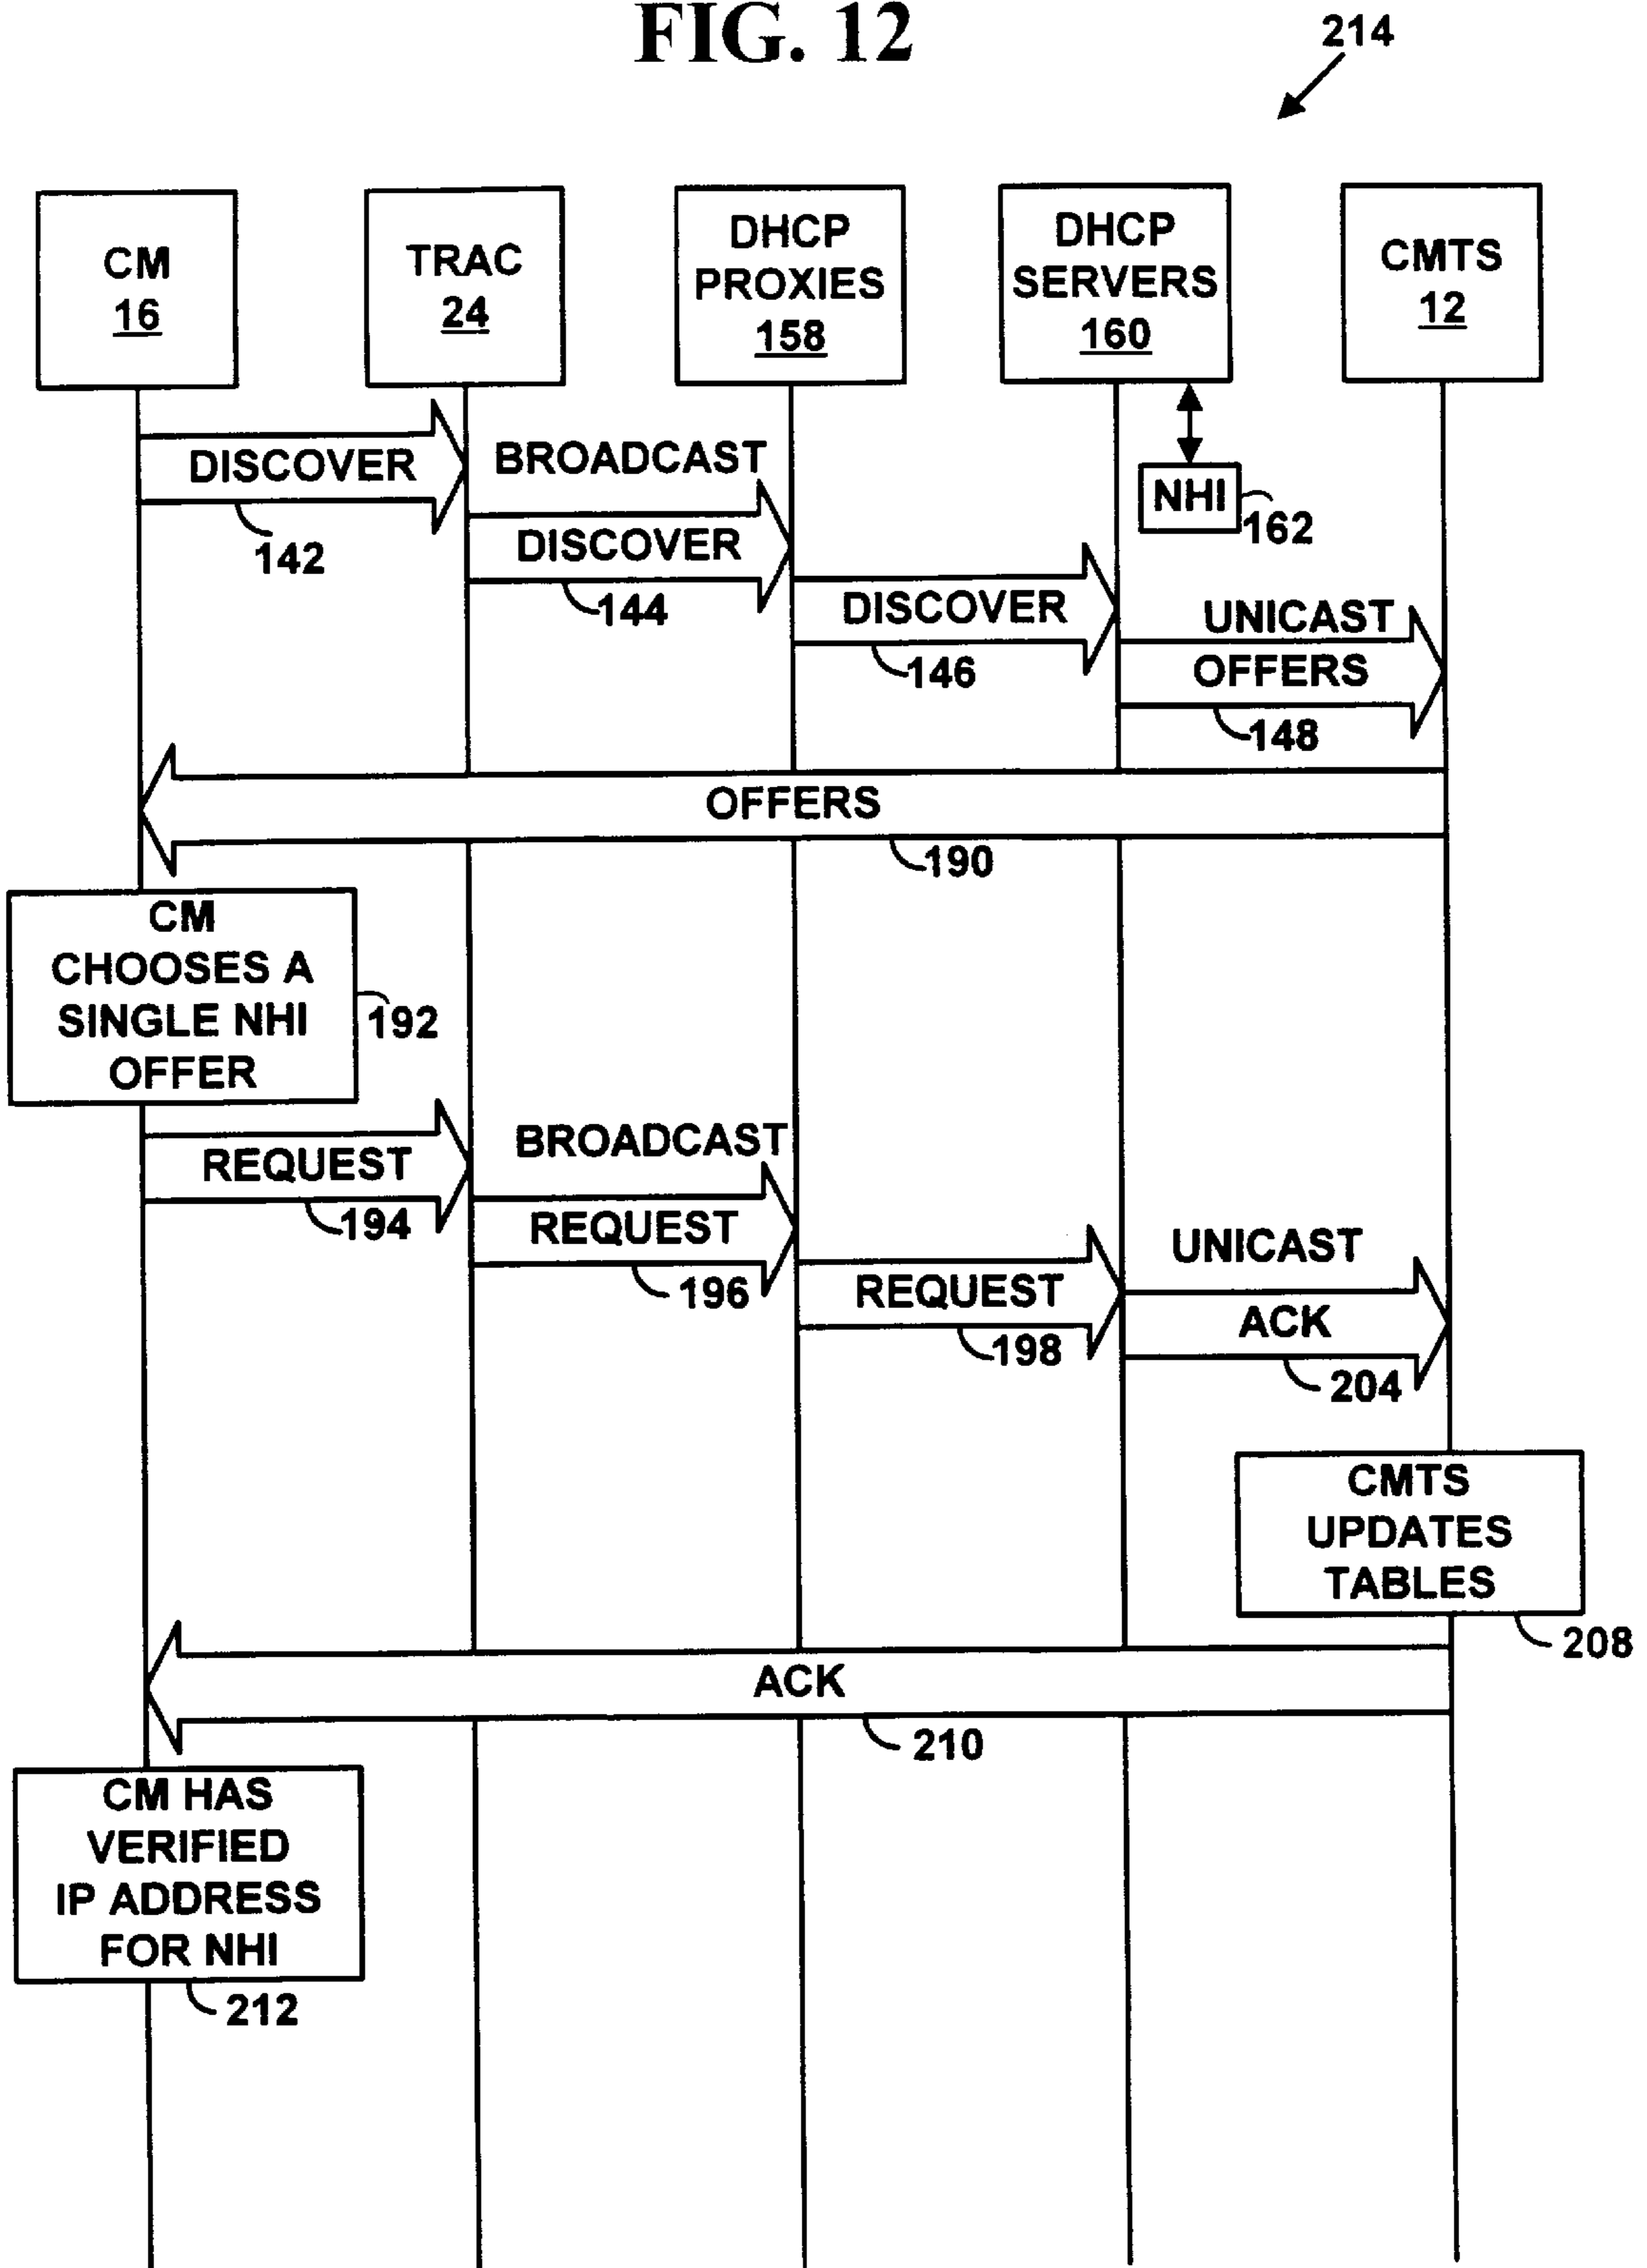 FIG. 12
214
CM
16
TRAC
24
DHCP
PROXIES
158
DHCP
SERVERS
160
CMTS
12
DISCOVER
142
BROADCAST
DISCOVER
144
NHI
162
DISCOVER
146
UNICAST
OFFERS
148
OFFERS
190
CM
CHOOSES A
SINGLE NHI
OFFER
192
REQUEST
194
BROADCAST
REQUEST
196
REQUEST
198
UNICAST
ACK
204
CMTS
UPDATES
TABLES
208
ACK
210
CM HAS
VERIFIED
IP ADDRESS
FOR NHI
212